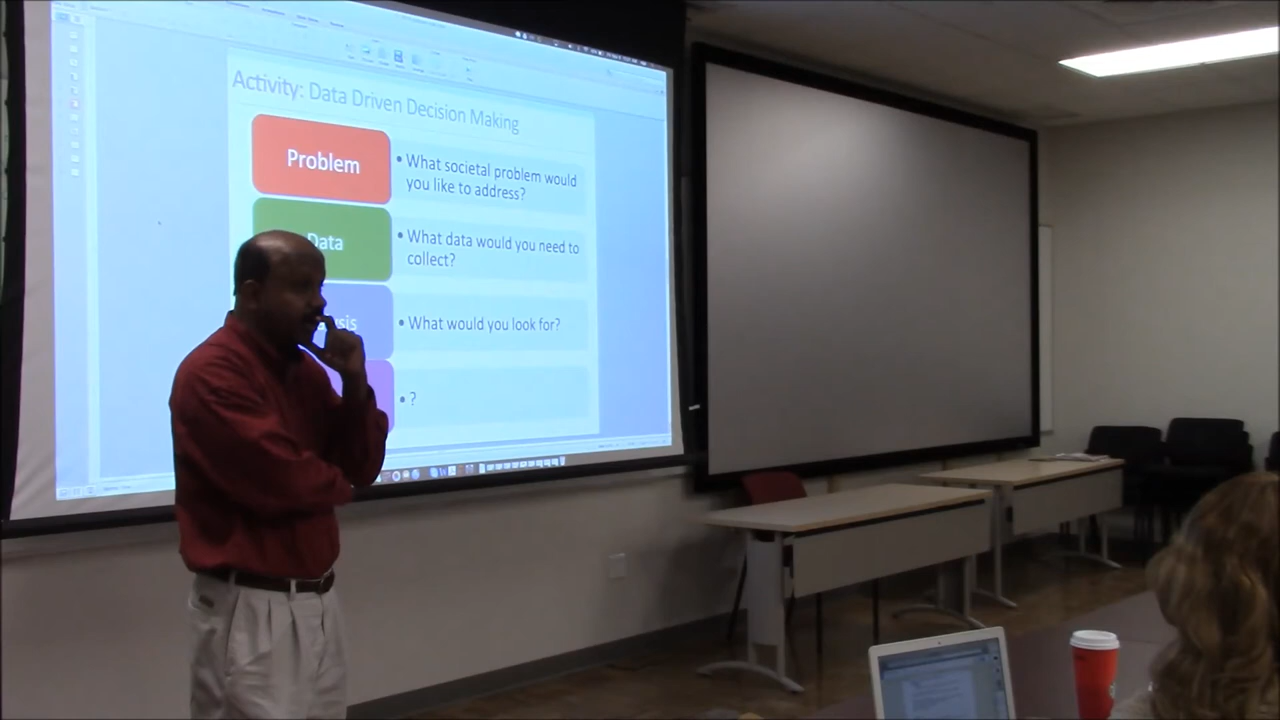 Activity: Data Driven Decision Making
Problem
• What societal problem would
you like to address?
Data
• What data would you need to
collect?
• What would you look for?
• ?